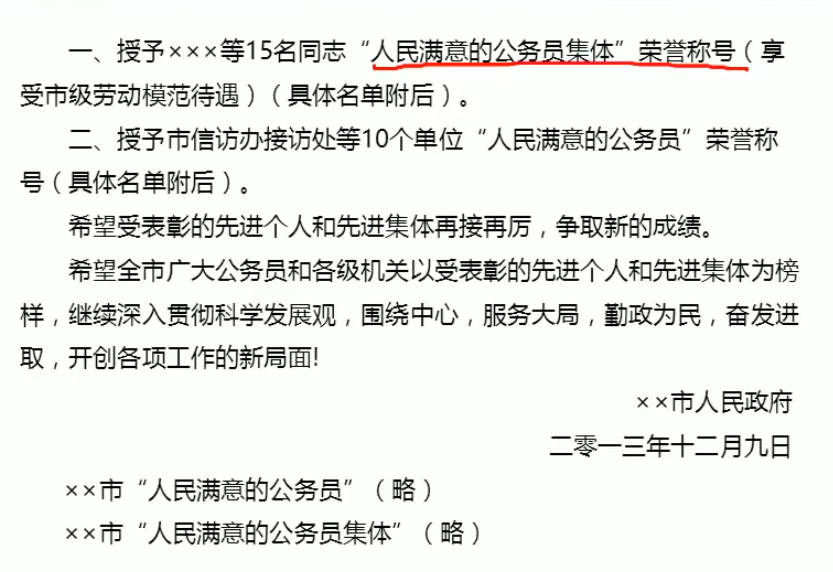 一、授予×××等15名同志“人民满意的公务员集体”荣誉称号（享
受市级劳动模范待遇）（具体名单附后）。
二、授予市信访办接访处等10个单位“人民满意的公务员”荣誉称
号（具体名单附后）。
希望受表彰的先进个人和先进集体再接再厉，争取新的成绩。
希望全市广大公务员和各级机关以受表彰的先进个人和先进集体为榜
样，继续深入贯彻科学发展观，围绕中心，服务大局，勤政为民，奋发进
取，开创各项工作的新局面!
××市人民政府
二零一三年十二月九日
××市“人民满意的公务员”（略）
××市“人民满意的公务员集体”（略）